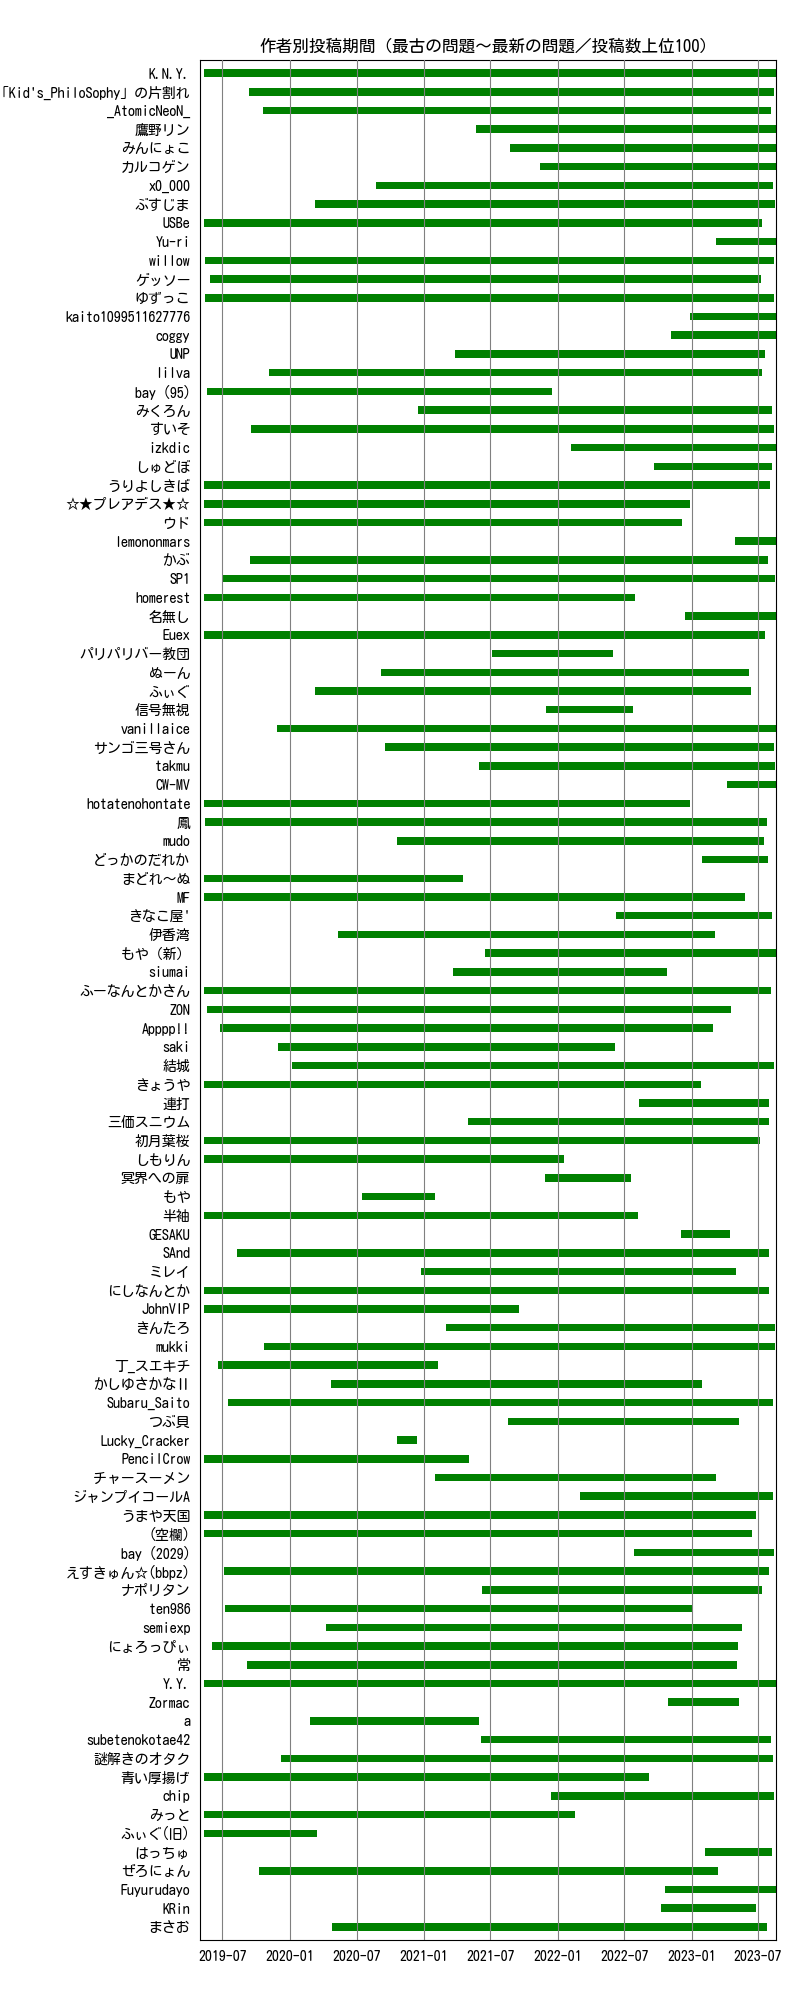 作者別投稿期間（最古の問題～最新の問題／投稿数上位100）
K.N.Y.
「Kid's_PhiloSophy」の片割れ
_AtomicNeoN_
鷹野リン
みんにょこ
カルコゲン
x0_000
ぶすじま
USBe
Yu-ri
willow
ゲッソー
ゆずっこ
kaito1099511627776
coggy
UNP
lilva
bay (95)
みくろん
すいそ
izkdic
しゅどぼ
うりよしきば
☆★プレアデス★☆
ウド
lemononmars
かぶ
SP1
homerest
名無し
Euex
パリパリバー教団
ぬーん
ふぃぐ
信号無視
vanillaice
サンゴ三号さん
takmu
CW-MV
hotatenohontate
鳳
mudo
どっかのだれか
まどれ～ぬ
MF
きなこ屋'
伊香湾
もや（新）
siumai
ふーなんとかさん
ZON
Appppll
saki
結城
きょうや
連打
三価スニウム
初月葉桜
しもりん
冥界への扉
もや
半袖
GESAKU
SAnd
ミレイ
にしなんとか
JohnVIP
きんたろ
mukki
丁_スエキチ
かしゆさかなII
Subaru_Saito
つぶ貝
Lucky_Cracker
PencilCrow
チャースーメン
ジャンプイコールA
うまや天国
(空欄)
bay (2029)
えすきゅん☆(bbpz)
ナポリタン
ten986
semiexp
にょろっぴぃ
常
Y.Y.
Zormac
a
subetenokotae42
謎解きのオタク
青い厚揚げ
chip
みっと
ふぃぐ(旧)
はっちゅ
ぜろにょん
Fuyurudayo
KRin
まさお
2019-07 2020-01 2020-07 2021-01 2021-07 2022-01 2022-07 2023-01 2023-07